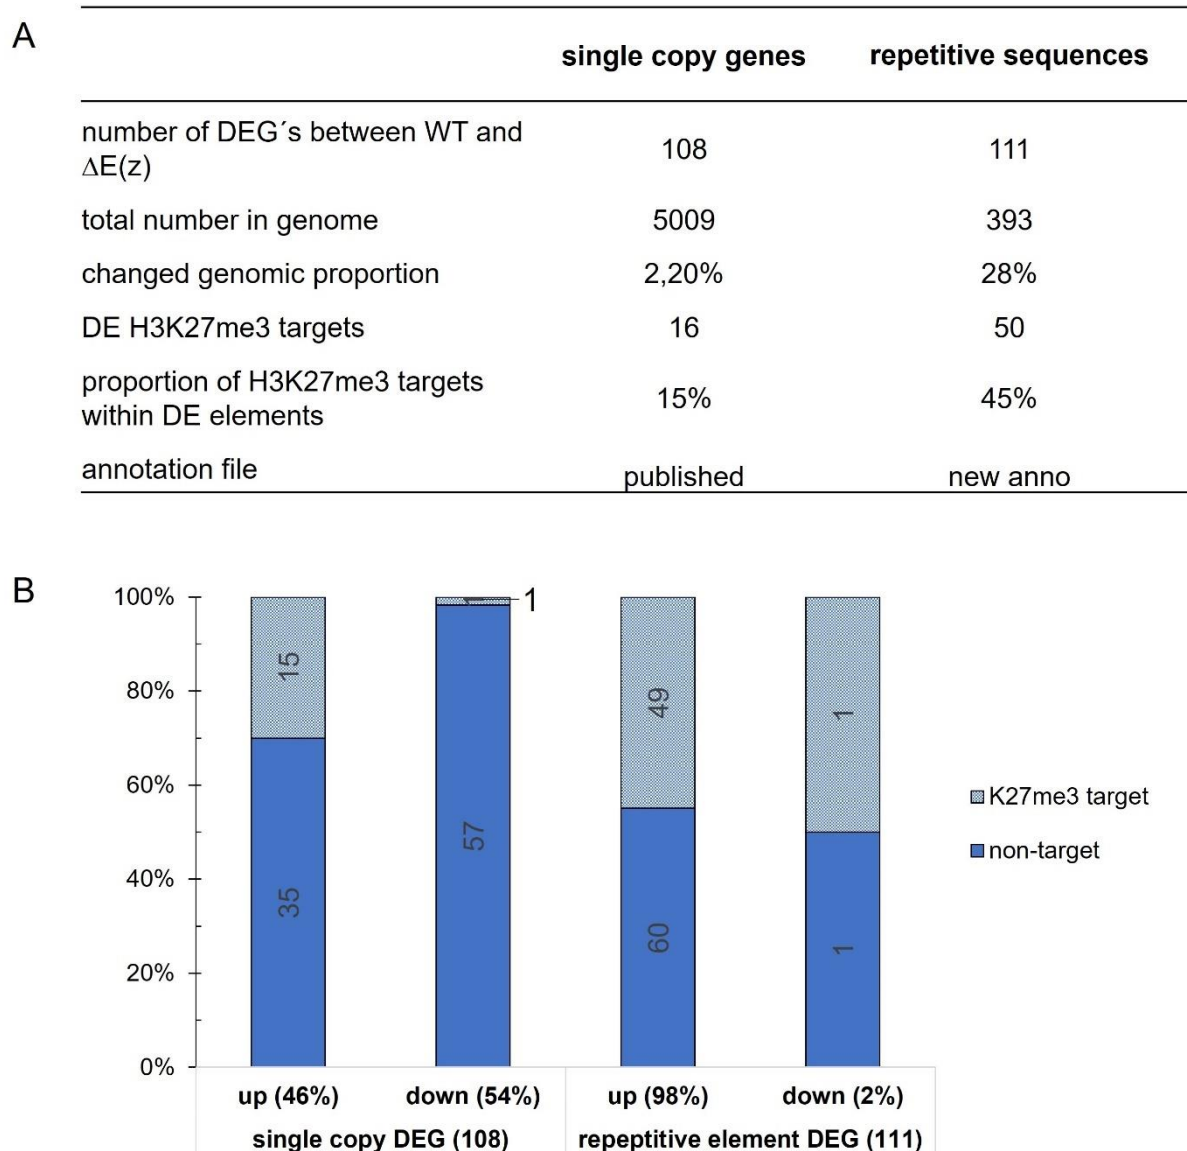 A
single copy genes repetitive sequences
number of DEG´s between WT and
ΔE(z)
108 111
total number in genome 5009 393
changed genomic proportion 2,20% 28%
DE H3K27me3 targets 16 50
proportion of H3K27me3 targets
within DE elements
15% 45%
annotation file published new anno
B
100%
80%
60%
40%
20%
0%
15
35
1
1
57
49
60
1
1
K27me3 target
non-target
up (46%) down (54%) up (98%) down (2%)
single copy DEG (108) repeptitive element DEG (111)